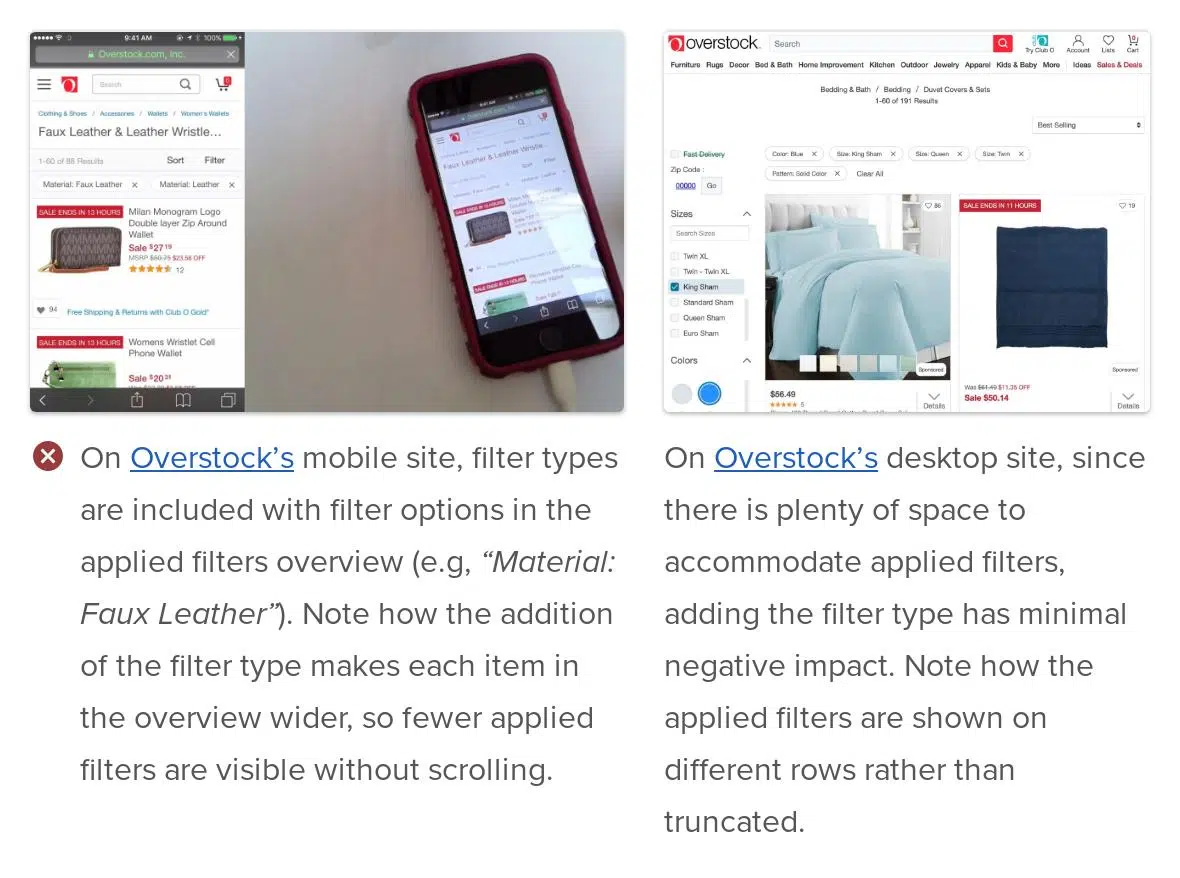 9:41 AM
100%
Overstock.com, Inc.
Search
0
Clothing & Shoes / Accessories / Wallets / Women's Wallets
Faux Leather & Leather Wristle...
1-60 of 88 Results Sort Filter
Material: Faux Leather Material: Leather
SALE ENDS IN 13 HOURS
Milan Monogram Logo
Double layer Zip Around
Wallet
Sale $27.19
MSRP $50.75 $23.56 OFF
12
94 Free Shipping & Returns with Club O Gold*
SALE ENDS IN 13 HOURS
Womens Wristlet Cell
Phone Wallet
Sale $20.31
Faux Leather & Leather Wristle...
overstock
Search
Try Club O Account Lists Cart
Furniture Rugs Decor Bed & Bath Home Improvement Kitchen Outdoor Jewelry Apparel Kids & Baby More Ideas Sales & Deals
Bedding & Bath / Bedding / Duvet Covers & Sets
1-60 of 191 Results
Best Selling
Fast Delivery
Zip Code :
00000 Go
Color: Blue Size: King Sham Size: Queen Size: Twin
Pattern: Solid Color Clear All
Sizes
Search Sizes
Twin XL
Twin - Twin XL
King Sham
Standard Sham
Queen Sham
Euro Sham
Colors
86
Sponsored
$56.49
5
Details
SALE ENDS IN 11 HOURS
19
Sponsored
Was $61.49 $11.35 OFF
Sale $50.14
Details
On Overstock’s mobile site, filter types
are included with filter options in the
applied filters overview (e.g, “Material:
Faux Leather”). Note how the addition
of the filter type makes each item in
the overview wider, so fewer applied
filters are visible without scrolling.
On Overstock’s desktop site, since
there is plenty of space to
accommodate applied filters,
adding the filter type has minimal
negative impact. Note how the
applied filters are shown on
different rows rather than
truncated.